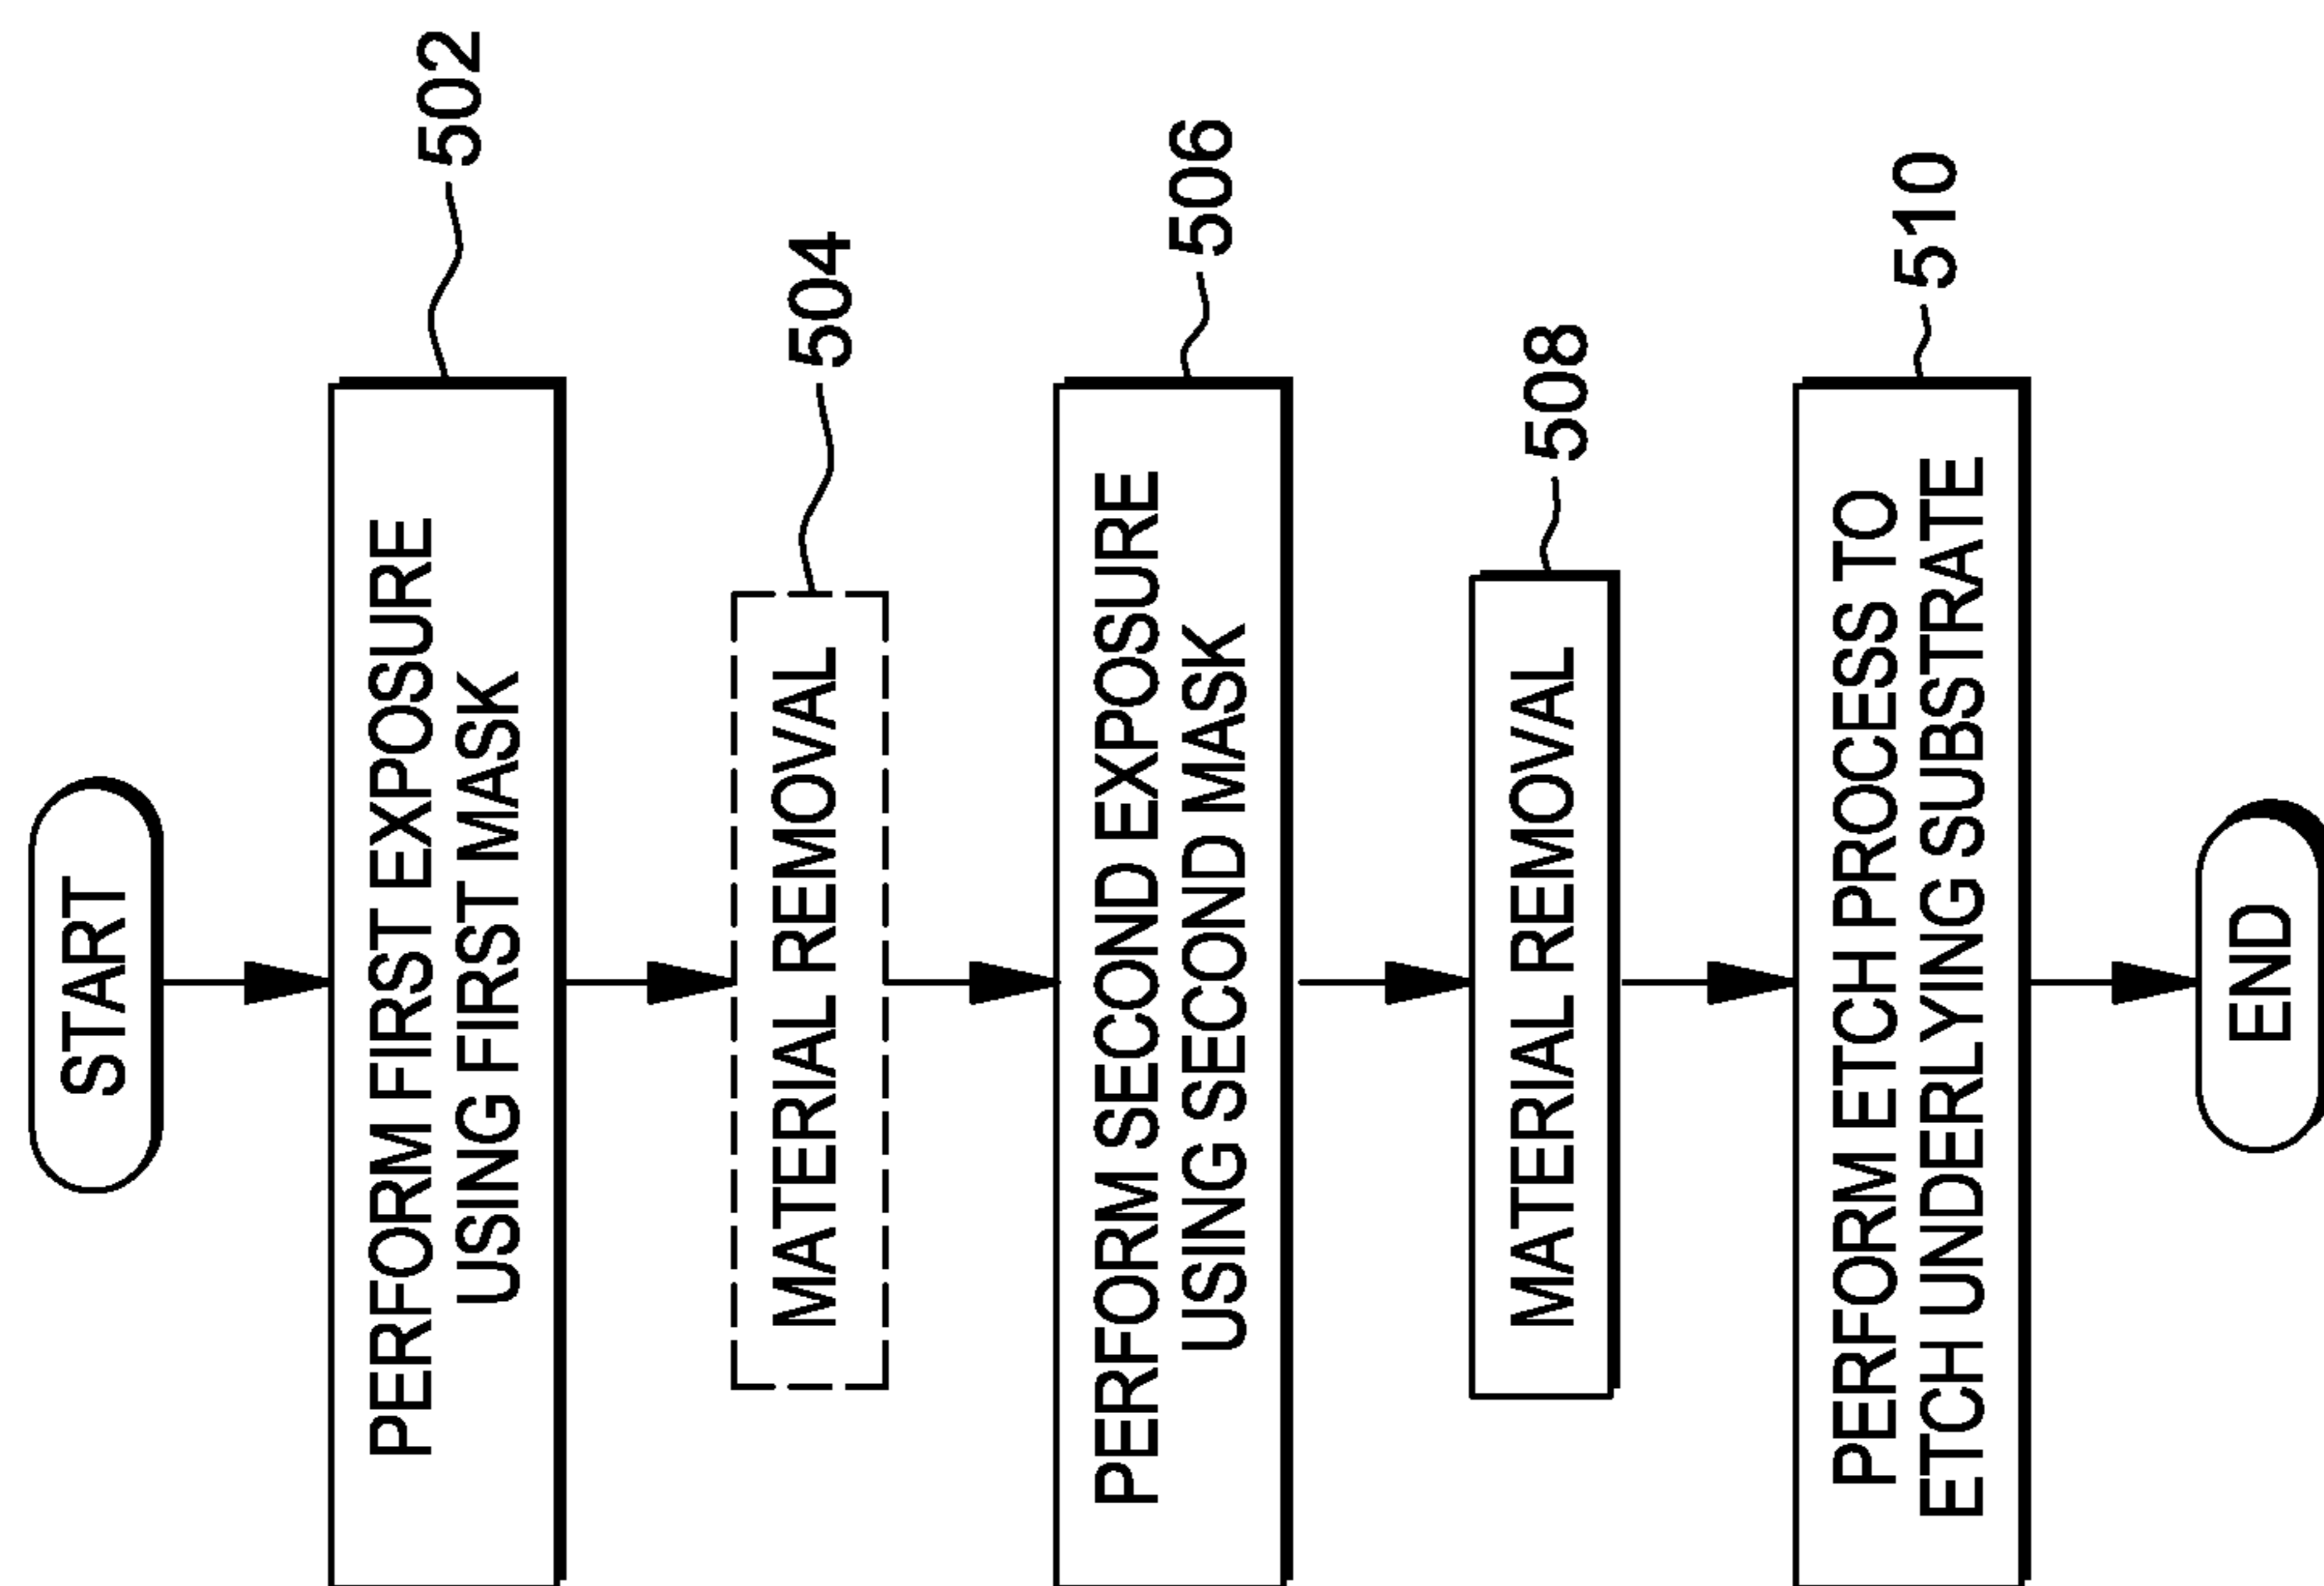 START
PERFORM FIRST EXPOSURE
USING FIRST MASK
502
MATERIAL REMOVAL
504
PERFORM SECOND EXPOSURE
USING SECOND MASK
506
MATERIAL REMOVAL
508
PERFORM ETCH PROCESS TO
ETCH UNDERLYING SUBSTRATE
510
END